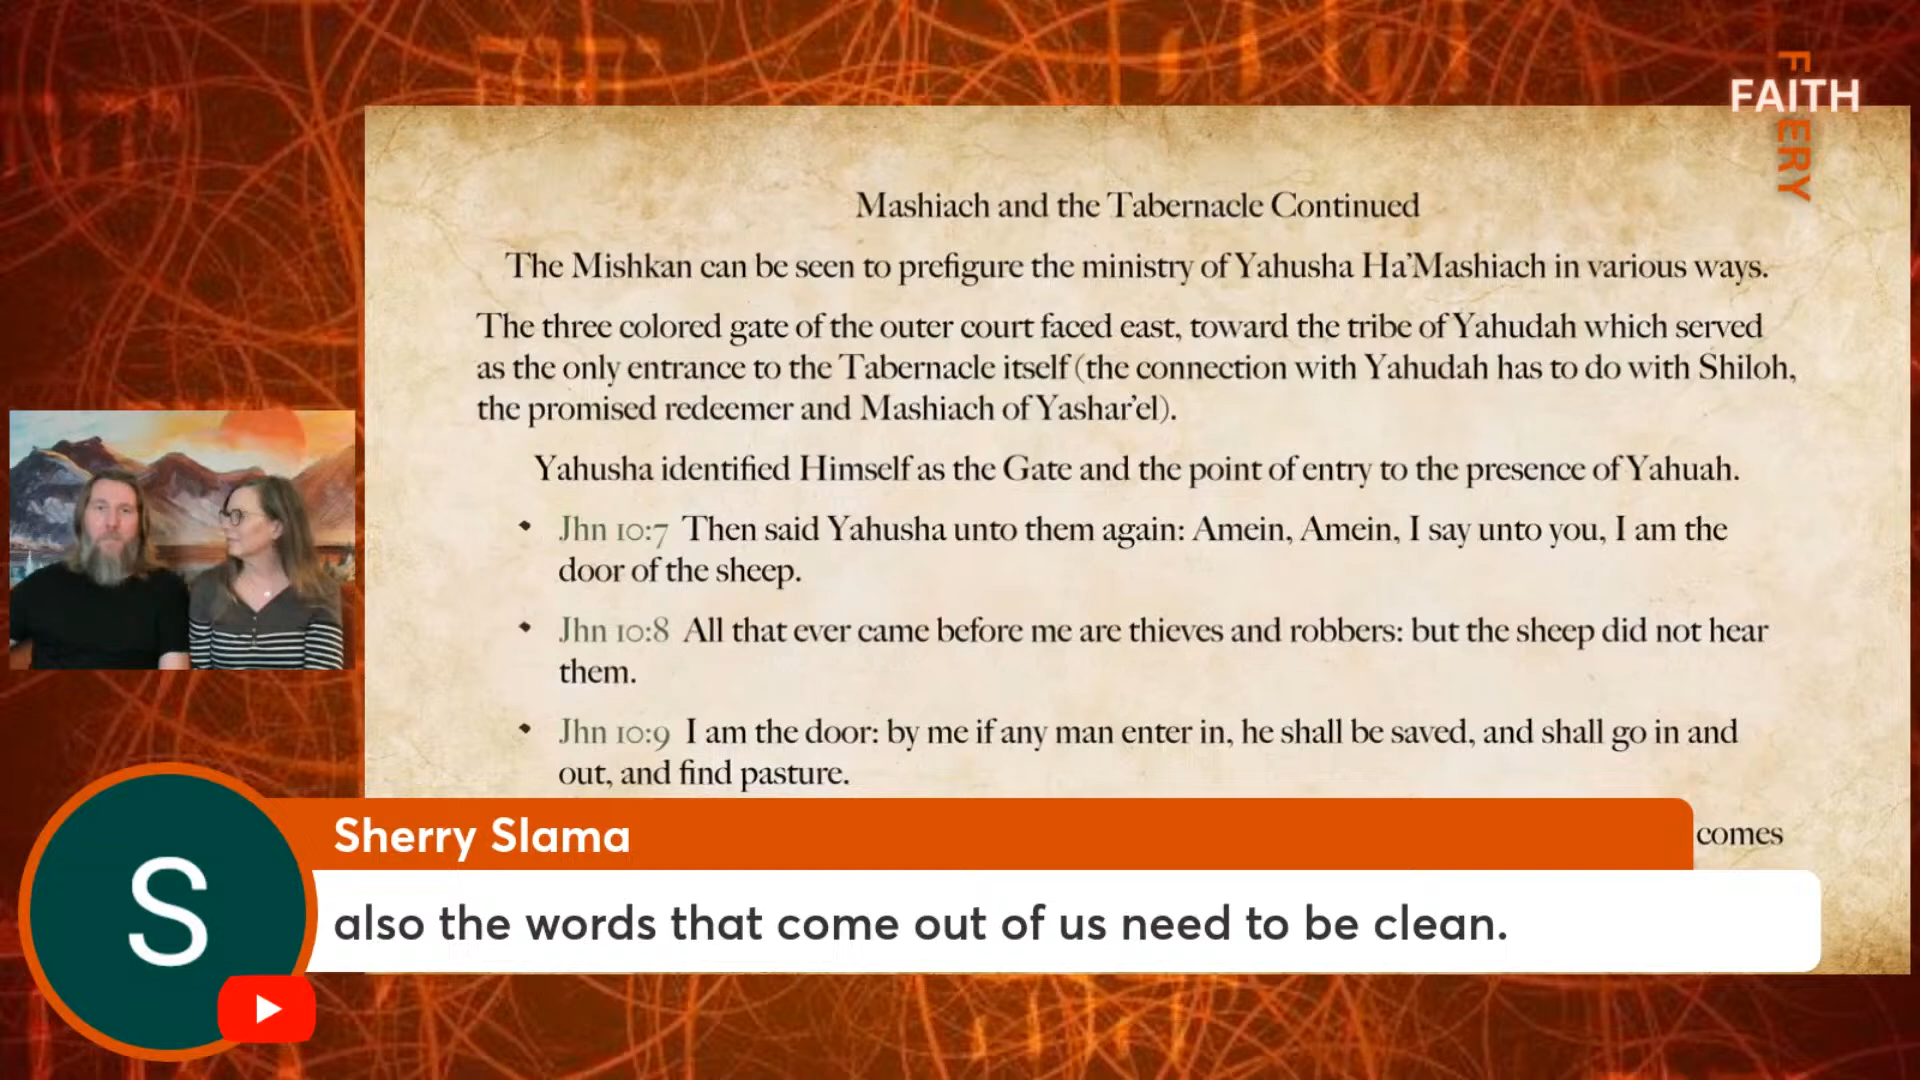 FIERY
FAITH
Mashiach and the Tabernacle Continued
The Mishkan can be seen to prefigure the ministry of Yahusha Ha’Mashiach in various ways.
The three colored gate of the outer court faced east, toward the tribe of Yahudah which served
as the only entrance to the Tabernacle itself (the connection with Yahudah has to do with Shiloh,
the promised redeemer and Mashiach of Yashar’el).
Yahusha identified Himself as the Gate and the point of entry to the presence of Yahuah.
• Jhn 10:7 Then said Yahusha unto them again: Amein, Amein, I say unto you, I am the
door of the sheep.
• Jhn 10:8 All that ever came before me are thieves and robbers: but the sheep did not hear
them.
• Jhn 10:9 I am the door: by me if any man enter in, he shall be saved, and shall go in and
out, and find pasture.
comes
Sherry Slama
S
also the words that come out of us need to be clean.